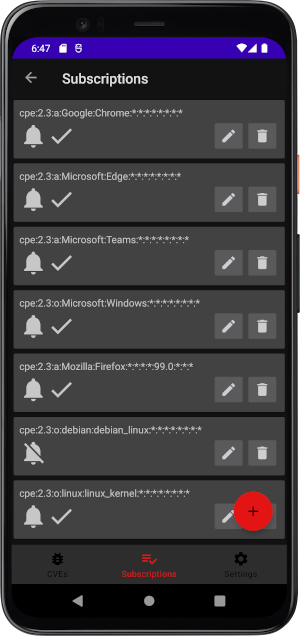 6:47
Subscriptions
cpe:2.3:a:Google:Chrome:*:*:*:*:*:*:*:*
cpe:2.3:a:Microsoft:Edge:*:*:*:*:*:*:*:*
cpe:2.3:a:Microsoft:Teams:*:*:*:*:*:*:*:*
cpe:2.3:o:Microsoft:Windows:*:*:*:*:*:*:*:*
cpe:2.3:a:Mozilla:Firefox:*:*:*:*:99.0:*:*:*
cpe:2.3:o:debian:debian_linux:*:*:*:*:*:*:*:*
cpe:2.3:o:linux:linux_kernel:*:*:*:*:*:*:*:*
CVEs Subscriptions Settings